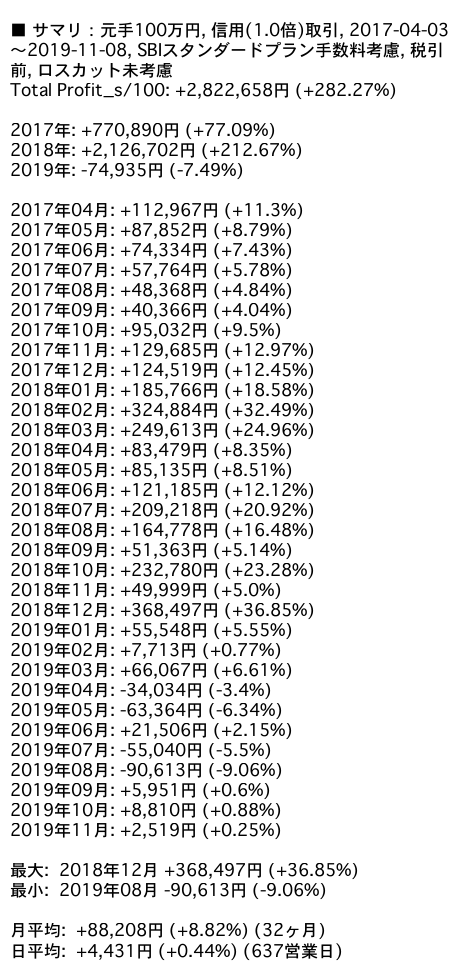 ■ サマリ：元手100万円, 信用(1.0倍)取引, 2017-04-03
～2019-11-08, SBIスタンダードプラン手数料考慮, 税引
前, ロスカット未考慮
Total Profit_s/100: +2,822,658円 (+282.27%)
2017年: +770,890円 (+77.09%)
2018年: +2,126,702円 (+212.67%)
2019年: -74,935円 (-7.49%)
2017年04月: +112,967円 (+11.3%)
2017年05月: +87,852円 (+8.79%)
2017年06月: +74,334円 (+7.43%)
2017年07月: +57,764円 (+5.78%)
2017年08月: +48,368円 (+4.84%)
2017年09月: +40,366円 (+4.04%)
2017年10月: +95,032円 (+9.5%)
2017年11月: +129,685円 (+12.97%)
2017年12月: +124,519円 (+12.45%)
2018年01月: +185,766円 (+18.58%)
2018年02月: +324,884円 (+32.49%)
2018年03月: +249,613円 (+24.96%)
2018年04月: +83,479円 (+8.35%)
2018年05月: +85,135円 (+8.51%)
2018年06月: +121,185円 (+12.12%)
2018年07月: +209,218円 (+20.92%)
2018年08月: +164,778円 (+16.48%)
2018年09月: +51,363円 (+5.14%)
2018年10月: +232,780円 (+23.28%)
2018年11月: +49,999円 (+5.0%)
2018年12月: +368,497円 (+36.85%)
2019年01月: +55,548円 (+5.55%)
2019年02月: +7,713円 (+0.77%)
2019年03月: +66,067円 (+6.61%)
2019年04月: -34,034円 (-3.4%)
2019年05月: -63,364円 (-6.34%)
2019年06月: +21,506円 (+2.15%)
2019年07月: -55,040円 (-5.5%)
2019年08月: -90,613円 (-9.06%)
2019年09月: +5,951円 (+0.6%)
2019年10月: +8,810円 (+0.88%)
2019年11月: +2,519円 (+0.25%)
最大: 2018年12月 +368,497円 (+36.85%)
最小: 2019年08月 -90,613円 (-9.06%)
月平均: +88,208円 (+8.82%) (32ヶ月)
日平均: +4,431円 (+0.44%) (637営業日)